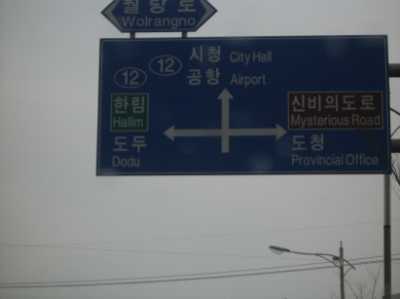 월랑로
Wolrangno
시청 City Hall
12 12 공항 Airport
한림
Hallim
신비의도로
Mysterious Road
도두
Dodu
도청
Provincial Office